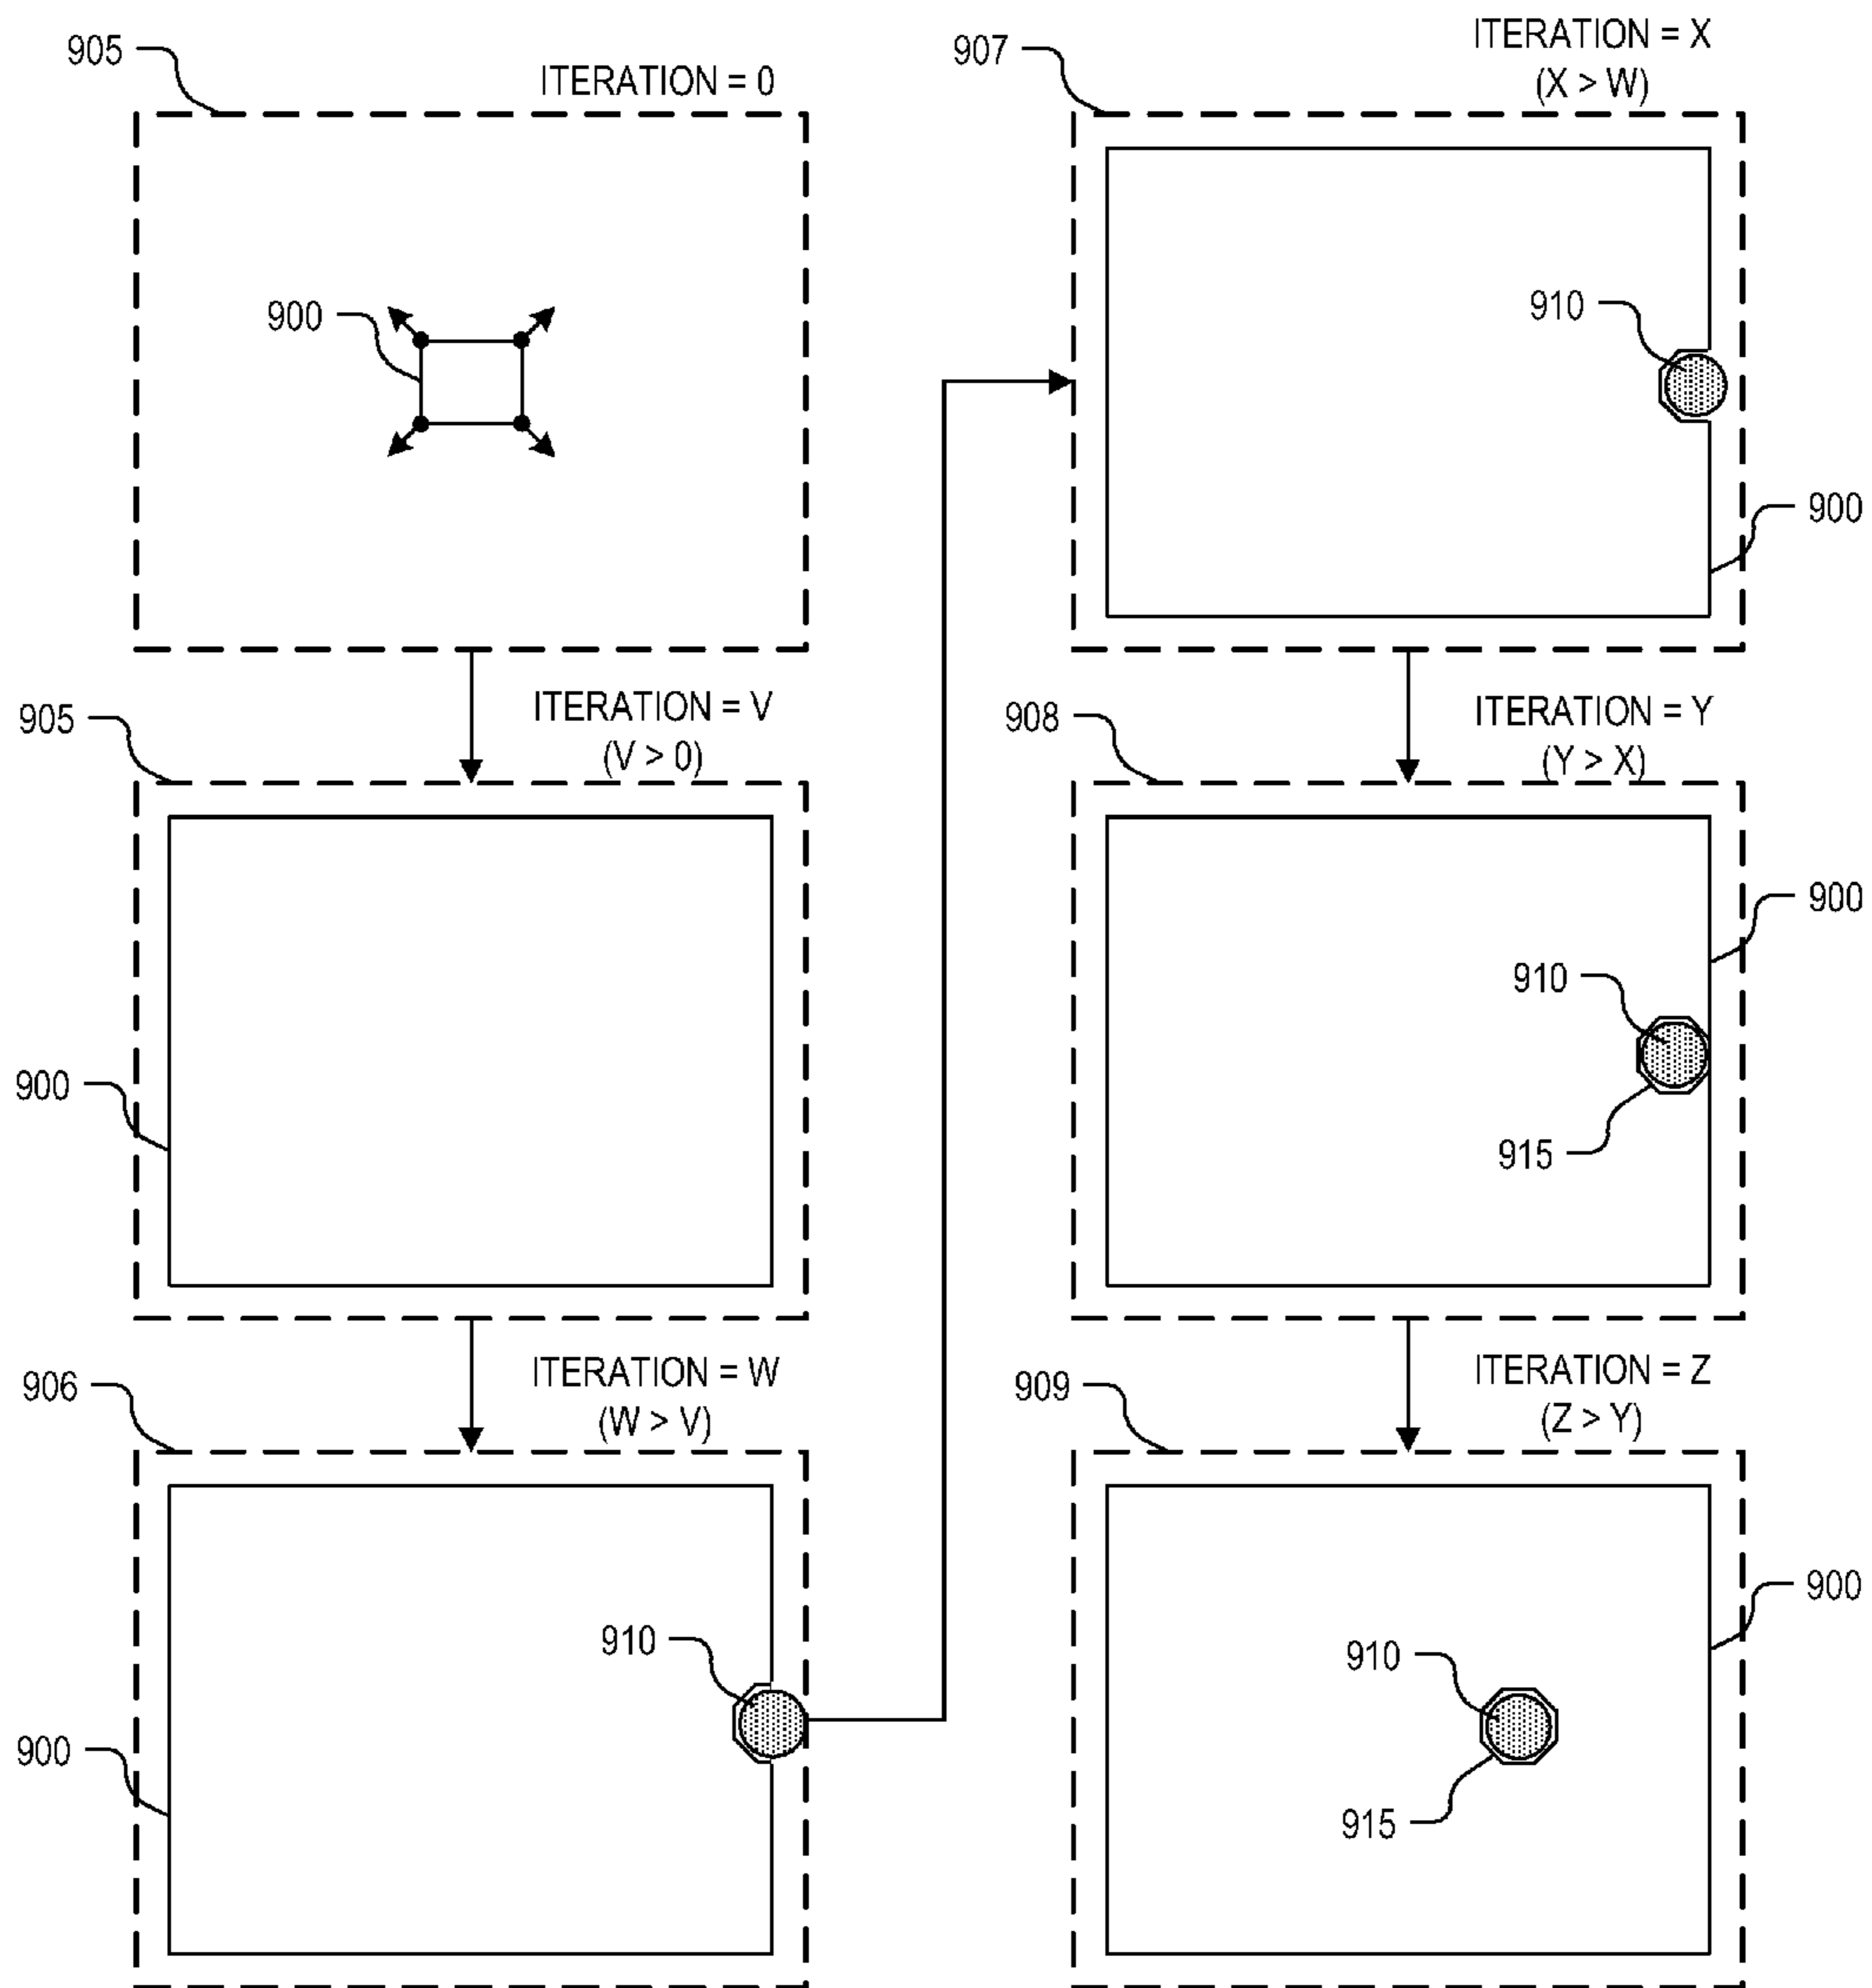 905
ITERATION = 0
900
905
ITERATION = V
(V > 0)
900
906
ITERATION = W
(W > V)
910
900
907
ITERATION = X
(X > W)
910
900
908
ITERATION = Y
(Y > X)
900
910
915
909
ITERATION = Z
(Z > Y)
900
910
915